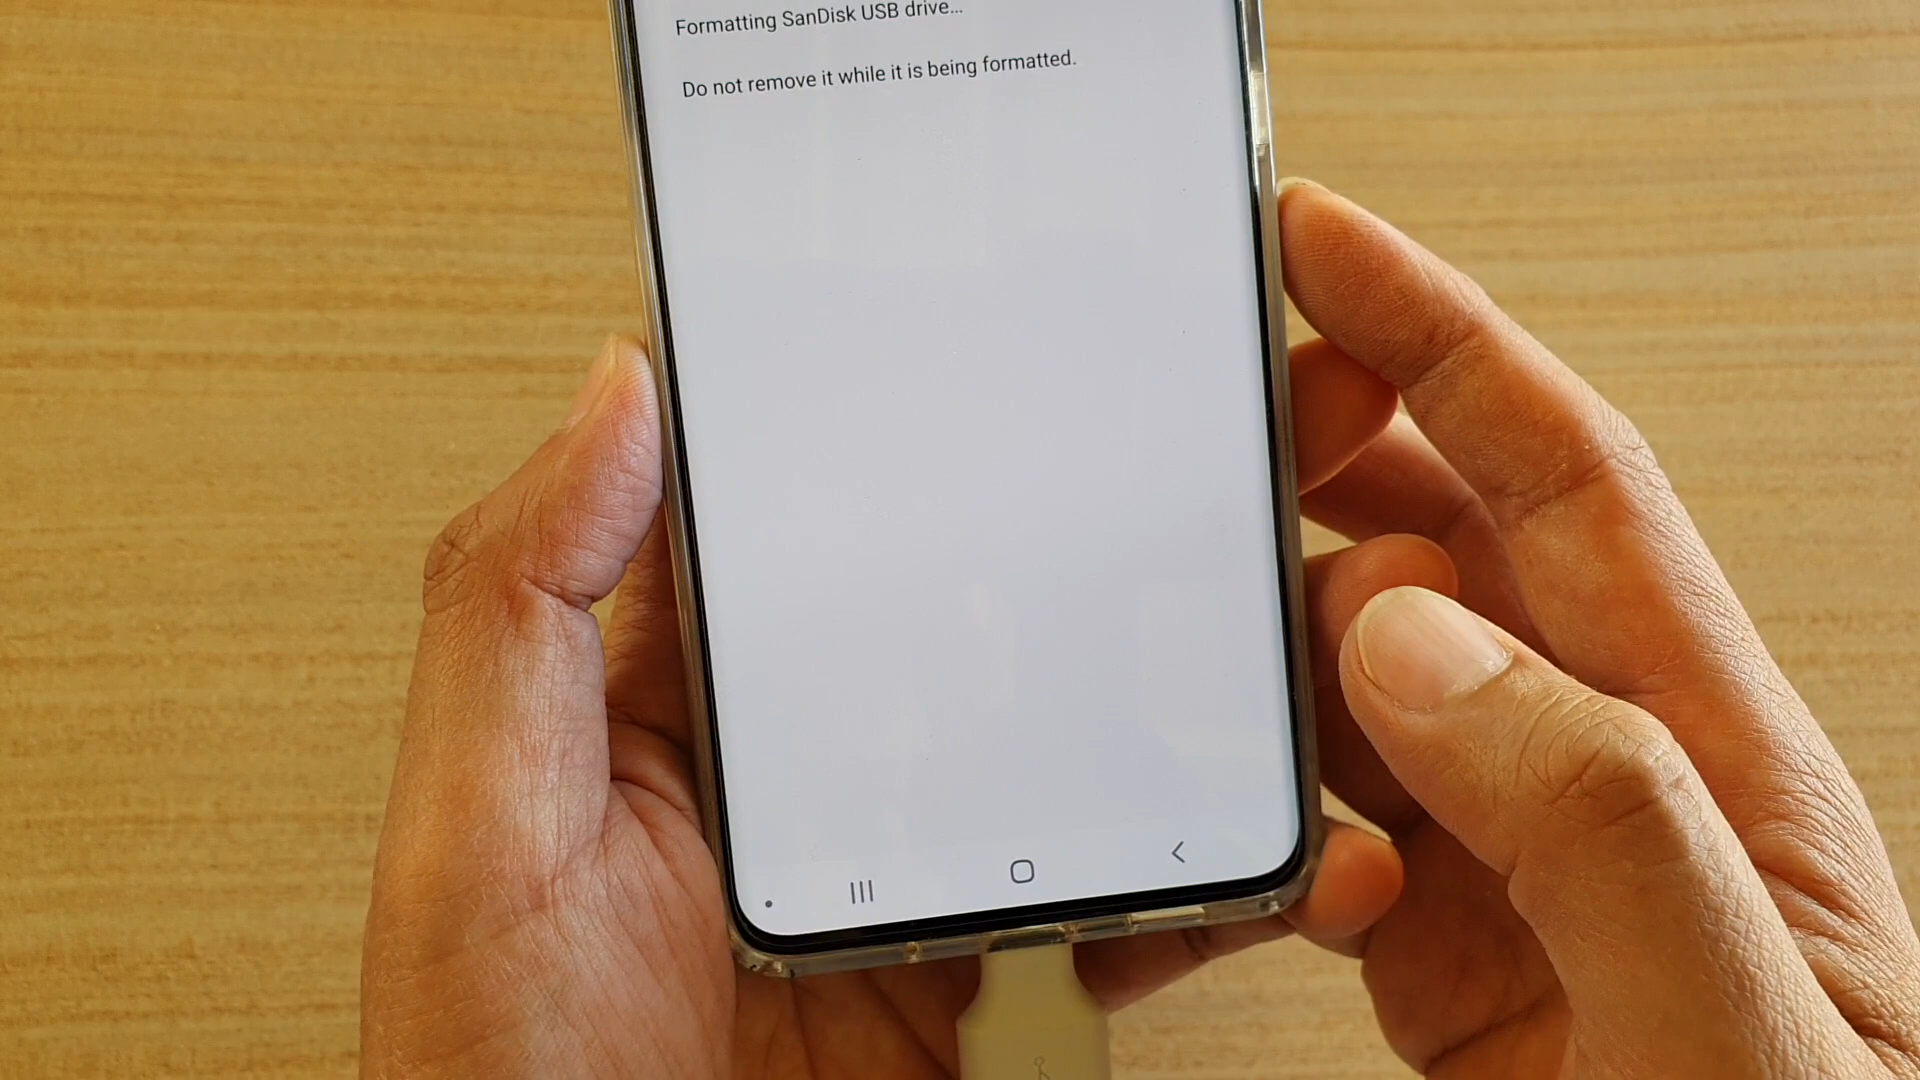 Formatting SanDisk USB drive...
Do not remove it while it is being formatted.